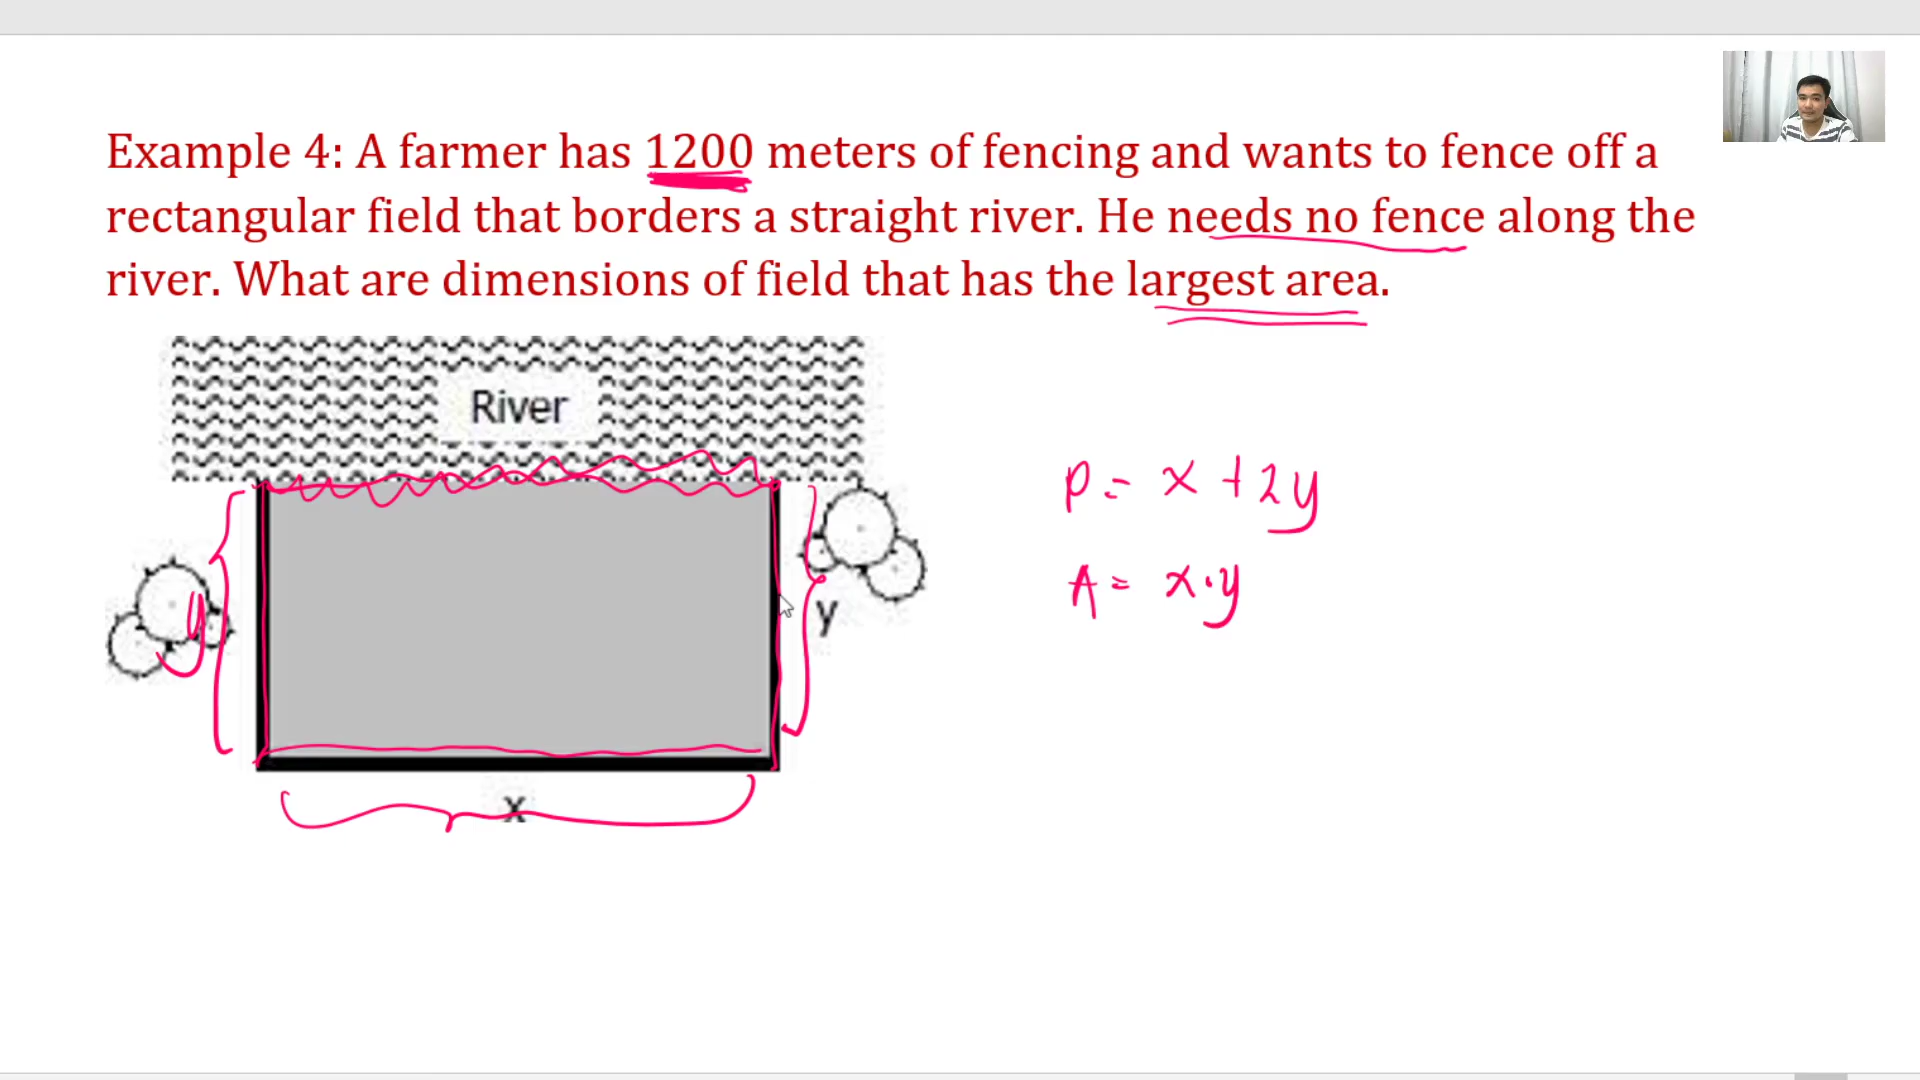 Example 4: A farmer has 1200 meters of fencing and wants to fence off a
rectangular field that borders a straight river. He needs no fence along the
river. What are dimensions of field that has the largest area.
River
P = x + 2y
A = x·y
y
y
x